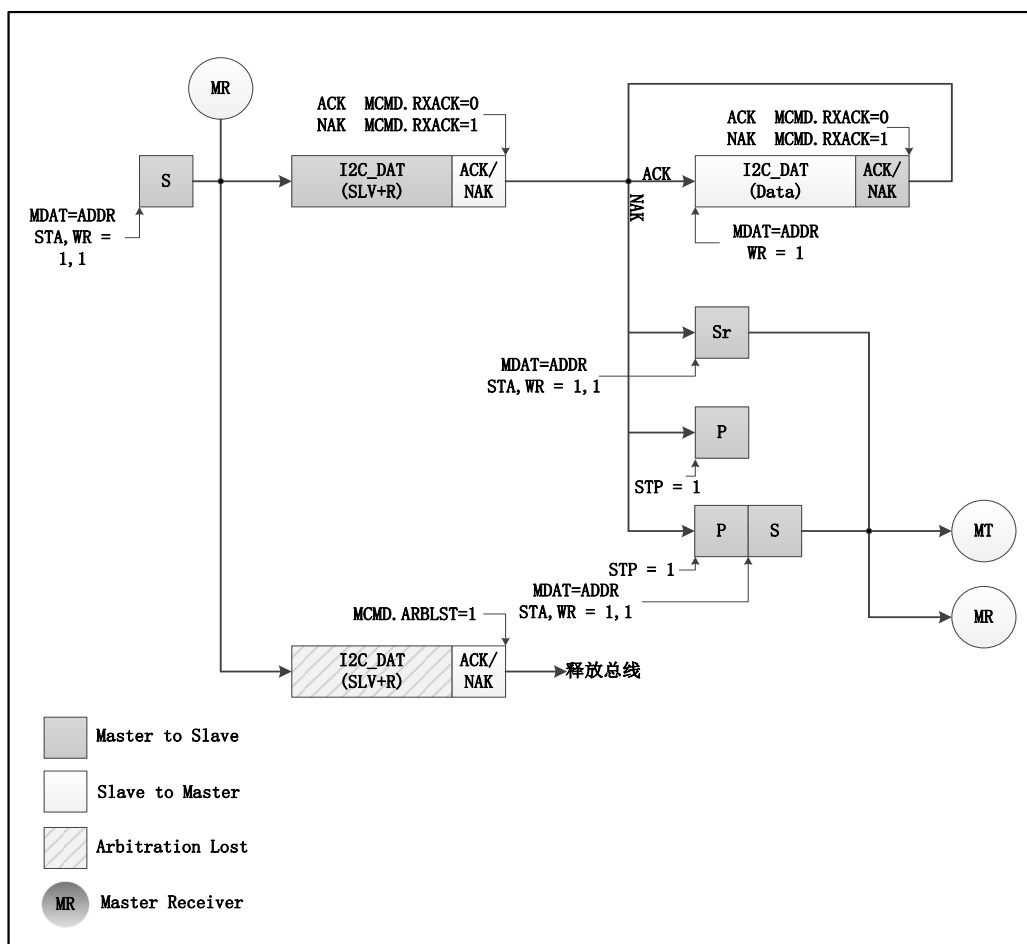 MR
ACK MCMD.RXACK=0
NAK MCMD.RXACK=1
ACK MCMD.RXACK=0
NAK MCMD.RXACK=1
S
I2C_DAT
(SLV+R)
ACK/
NAK
ACK
NAK
I2C_DAT
(Data)
ACK/
NAK
MDAT=ADDR
STA,WR =
1,1
MDAT=ADDR
WR = 1
Sr
MDAT=ADDR
STA,WR = 1,1
P
STP = 1
P
S
MT
STP = 1
MDAT=ADDR
STA,WR = 1,1
MR
MCMD.ARBLST=1
I2C_DAT
(SLV+R)
ACK/
NAK
释放总线
Master to Slave
Slave to Master
Arbitration Lost
MR
Master Receiver